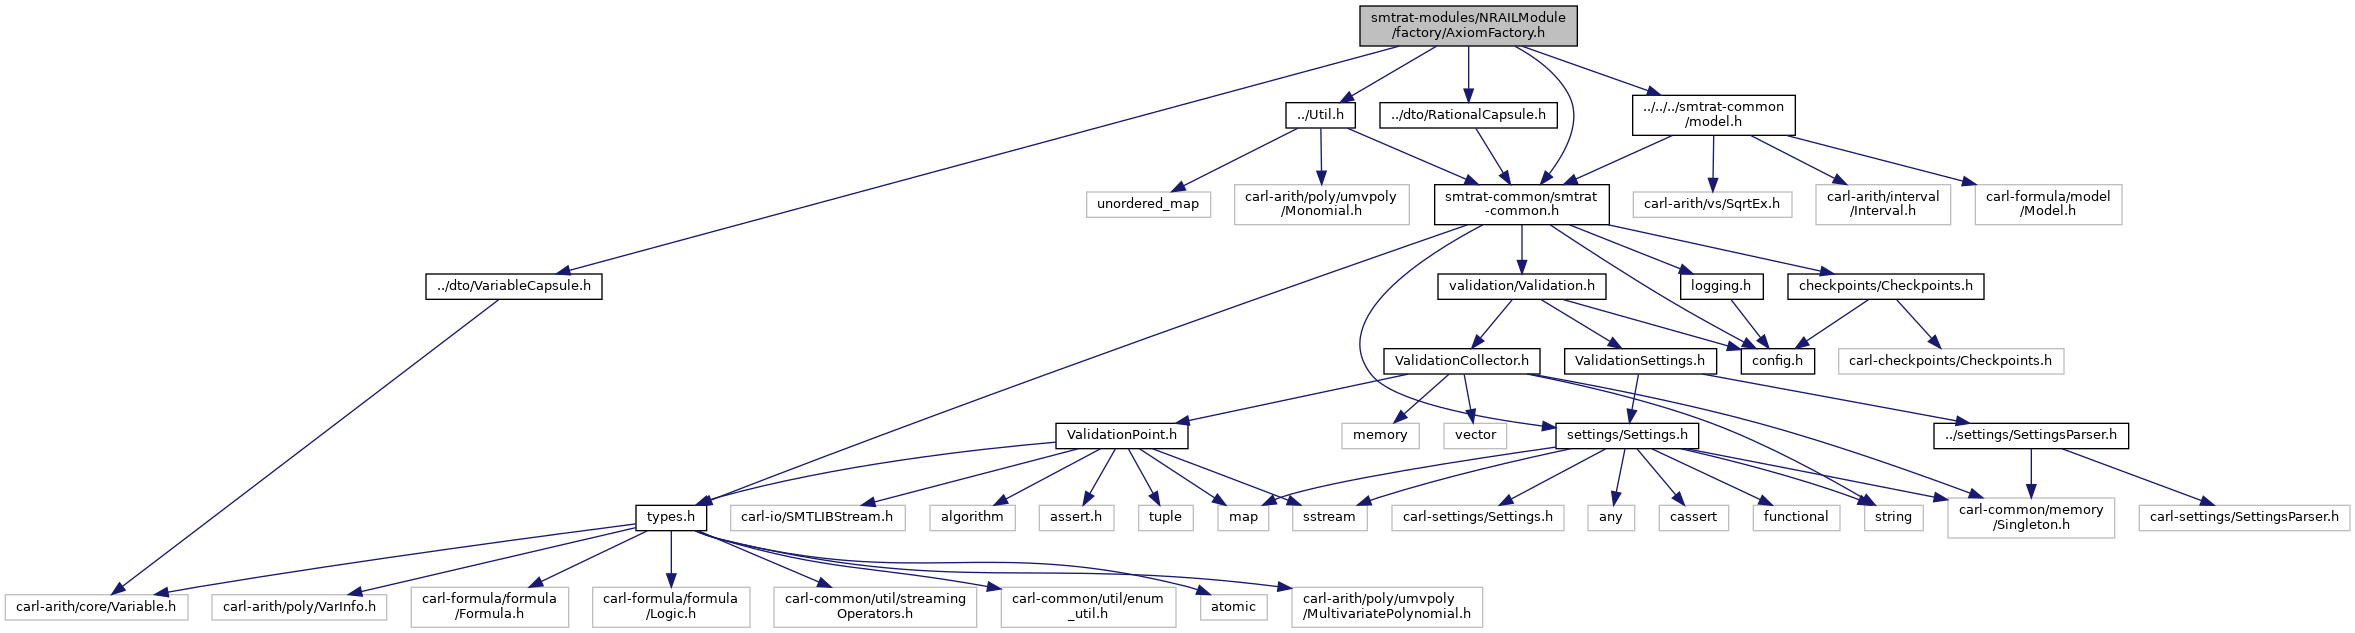 smtrat-modules/NRAILModule
/factory/AxiomFactory.h
../Util.h
../dto/RationalCapsule.h
../../../smtrat-common
/model.h
unordered_map
carl-arith/poly/umvpoly
/Monomial.h
smtrat-common/smtrat
-common.h
carl-arith/vs/SqrtEx.h
carl-arith/interval
/Interval.h
carl-formula/model
/Model.h
../dto/VariableCapsule.h
validation/Validation.h
logging.h
checkpoints/Checkpoints.h
ValidationCollector.h
ValidationSettings.h
config.h
carl-checkpoints/Checkpoints.h
ValidationPoint.h
memory
vector
settings/Settings.h
../settings/SettingsParser.h
types.h
carl-io/SMTLIBStream.h
algorithm
assert.h
tuple
map
sstream
carl-settings/Settings.h
any
cassert
functional
string
carl-common/memory
/Singleton.h
carl-settings/SettingsParser.h
carl-arith/core/Variable.h
carl-arith/poly/VarInfo.h
carl-formula/formula
/Formula.h
carl-formula/formula
/Logic.h
carl-common/util/streaming
Operators.h
carl-common/util/enum
_util.h
atomic
carl-arith/poly/umvpoly
/MultivariatePolynomial.h